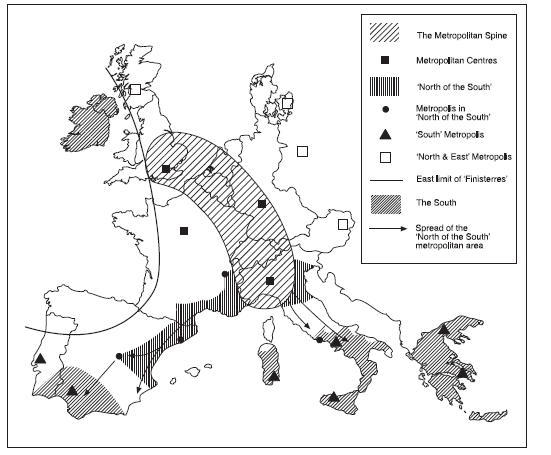 The Metropolitan Spine
Metropolitan Centres
'North of the South'
Metropolis in
'North of the South'
'South' Metropolis
'North & East' Metropolis
East limit of 'Finisterres'
The South
Spread of the
'North of the South'
metropolitan area